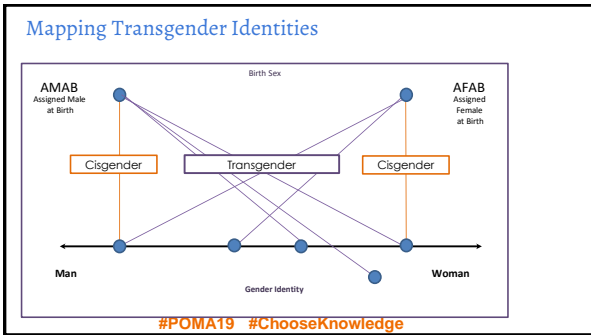 Mapping Transgender Identities
Birth Sex
AMAB
Assigned Male
at Birth
AFAB
Assigned
Female
at Birth
Cisgender
Transgender
Cisgender
Man
Woman
Gender Identity
#POMA19 #ChooseKnowledge